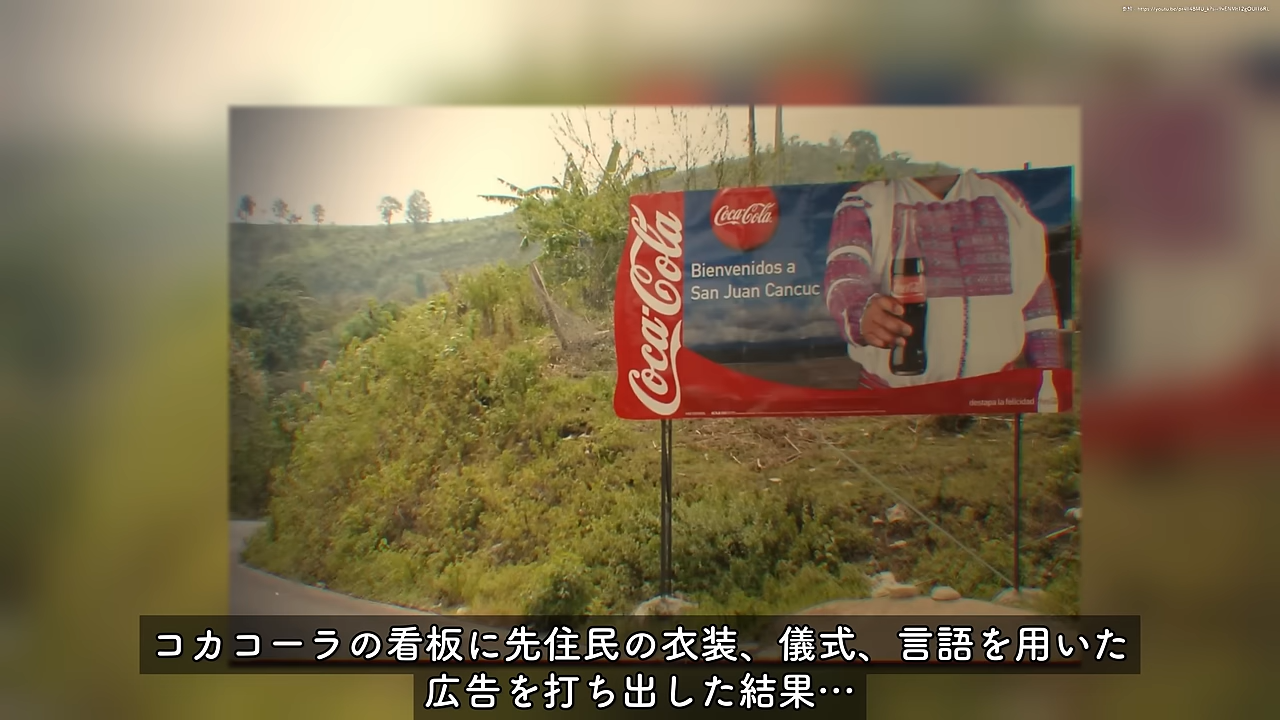 Coca-Cola
Coca-Cola
Bienvenidos a
San Juan Cancuc
destapa la felicidad
コカコーラの看板に先住民の衣装、儀式、言語を用いた
広告を打ち出した結果…